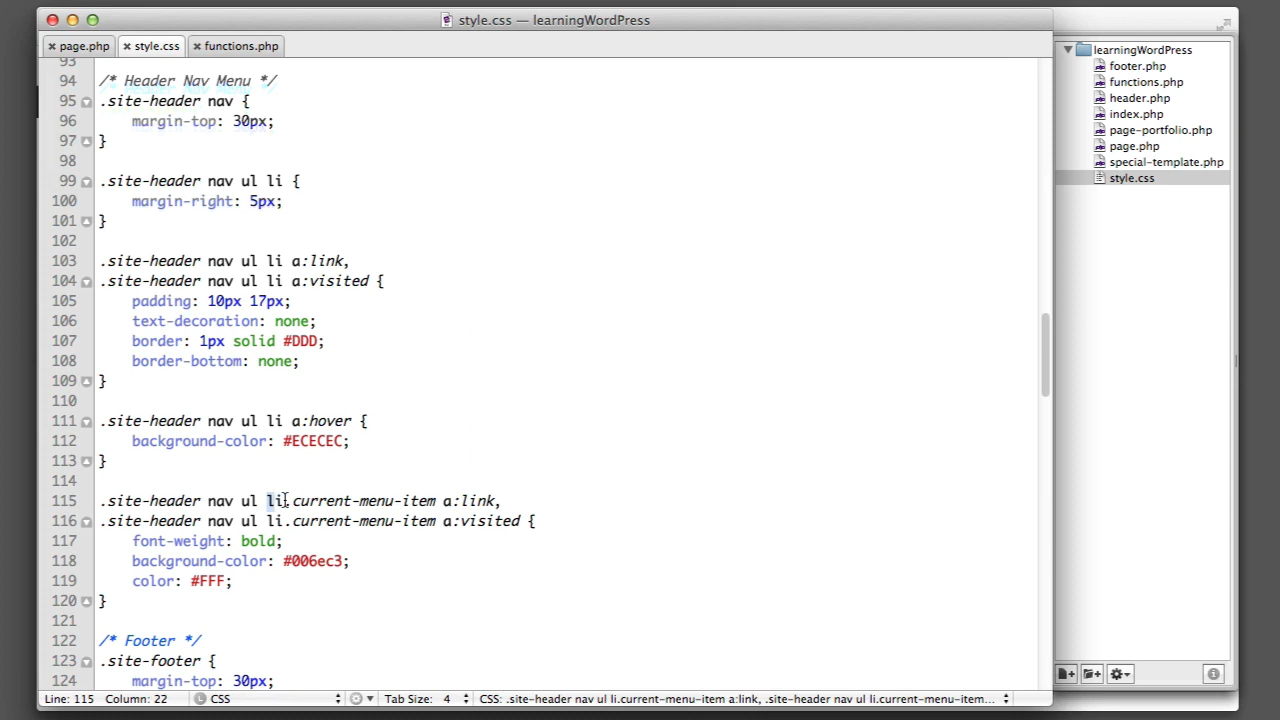 style.css — learningWordPress
page.php
style.css
functions.php
93
94 /* Header Nav Menu */
95 .site-header nav {
96 margin-top: 30px;
97 }
98
99 .site-header nav ul li {
100 margin-right: 5px;
101 }
102
103 .site-header nav ul li a:link,
104 .site-header nav ul li a:visited {
105 padding: 10px 17px;
106 text-decoration: none;
107 border: 1px solid #DDD;
108 border-bottom: none;
109 }
110
111 .site-header nav ul li a:hover {
112 background-color: #ECECEC;
113 }
114
115 .site-header nav ul li.current-menu-item a:link,
116 .site-header nav ul li.current-menu-item a:visited {
117 font-weight: bold;
118 background-color: #006ec3;
119 color: #FFF;
120 }
121
122 /* Footer */
123 .site-footer {
124 margin-top: 30px;
Line: 115 Column: 22 CSS Tab Size: 4 CSS: .site-header nav ul li.current-menu-item a:link, .site-header nav ul li.current-menu-item...
learningWordPress
footer.php
functions.php
header.php
index.php
page-portfolio.php
page.php
special-template.php
style.css